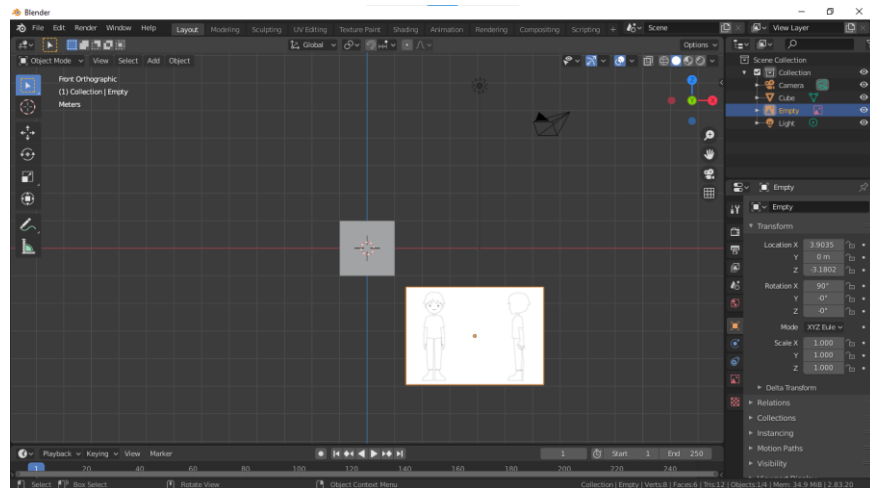 Blender
File Edit Render Window Help Layout Modeling Sculpting UV Editing Texture Paint Shading Animation Rendering Compositing Scripting + Scene View Layer
Global Options
Object Mode View Select Add Object
Front Orthographic
(1) Collection | Empty
Meters
Z
X
Scene Collection
Collection
Camera
Cube
Empty
Light
Empty
Empty
Transform
Location X 3.9035
Y 0 m
Z -3.1802
Rotation X 90°
Y -0°
Z -0°
Mode XYZ Eule
Scale X 1.000
Y 1.000
Z 1.000
Delta Transform
Relations
Collections
Instancing
Motion Paths
Visibility
Playback Keying View Marker 1 Start 1 End 250
1 20 40 60 80 100 120 140 160 180 200 220 240
Select Box Select Rotate View Object Context Menu Collection | Empty | Verts:8 | Faces:6 | Tris:12 | Objects:1/4 | Mem: 34.9 MiB | 2.83.20